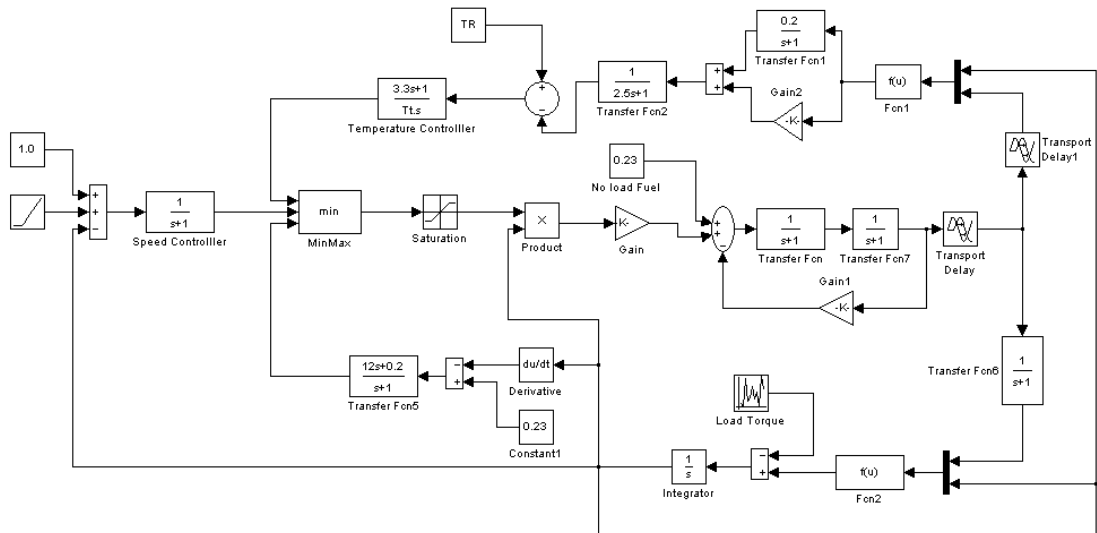 TR
0.2
s+1
Transfer Fcn1
f(u)
Fcn1
3.3s+1
Tt.s
Temperature Controlller
+
−
1
2.5s+1
Transfer Fcn2
+
+
Gain2
-K-
Transport
Delay1
1.0
0.23
No load Fuel
+
+
−
1
s+1
Speed Controlller
min
MinMax
Saturation
×
Product
K-
Gain
+
+
−
1
s+1
Transfer Fcn
1
s+1
Transfer Fcn7
Transport
Delay
Gain1
-K-
12s+0.2
s+1
Transfer Fcn5
−
+
du/dt
Derivative
0.23
Constant1
Load Torque
1
s+1
Transfer Fcn6
1
s
Integrator
−
+
f(u)
Fcn2